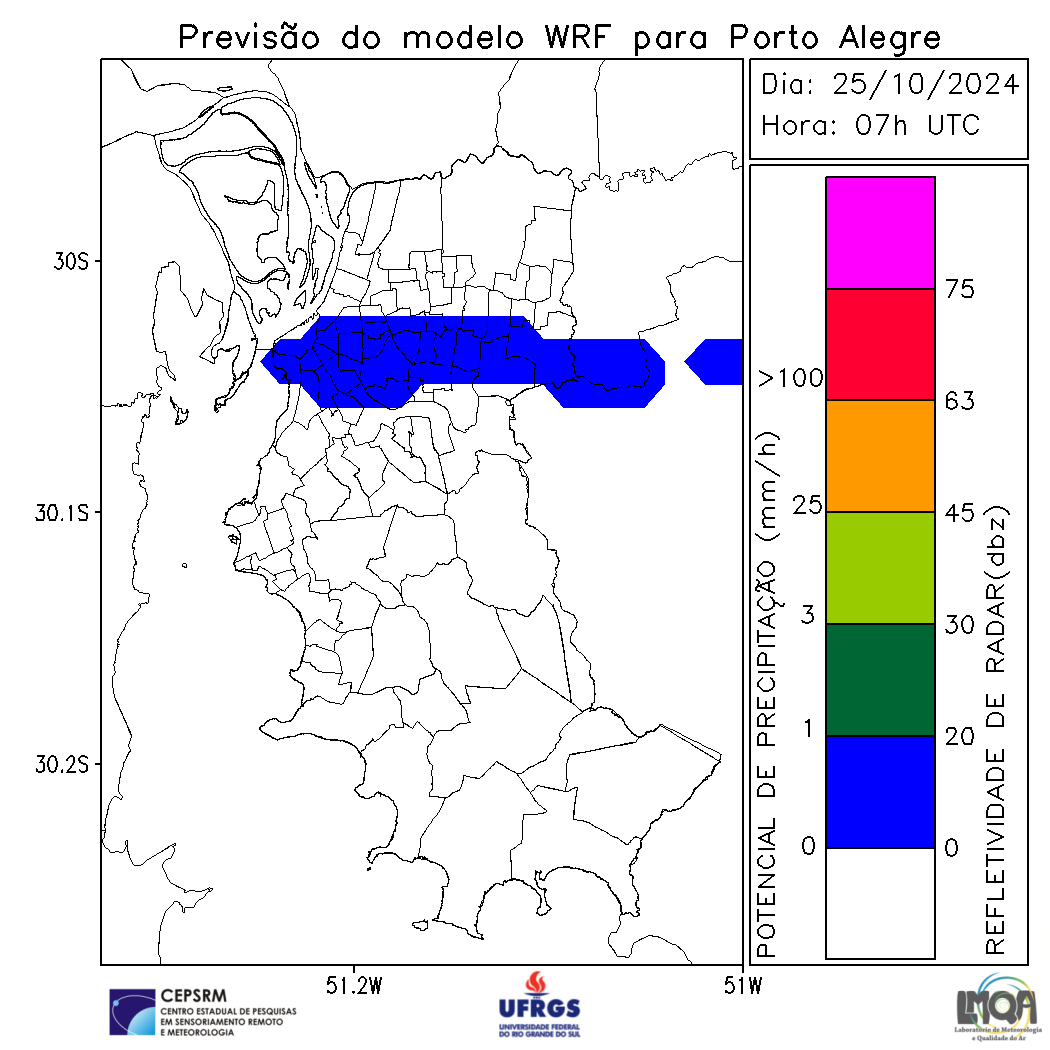 Previsão do modelo WRF para Porto Alegre
Dia: 25/10/2024
Hora: 07h UTC
30S
30.1S
30.2S
51.2W
51W
POTENCIAL DE PRECIPITAÇÃO (mm/h)
>100
25
3
1
0
75
63
45
30
20
0
REFLETIVIDADE DE RADAR(dbz)
CEPSRM
CENTRO ESTADUAL DE PESQUISAS
EM SENSORIAMENTO REMOTO
E METEOROLOGIA
UFRGS
UNIVERSIDADE FEDERAL
DO RIO GRANDE DO SUL
LMQA
Laboratório de Meteorologia
e Qualidade do Ar